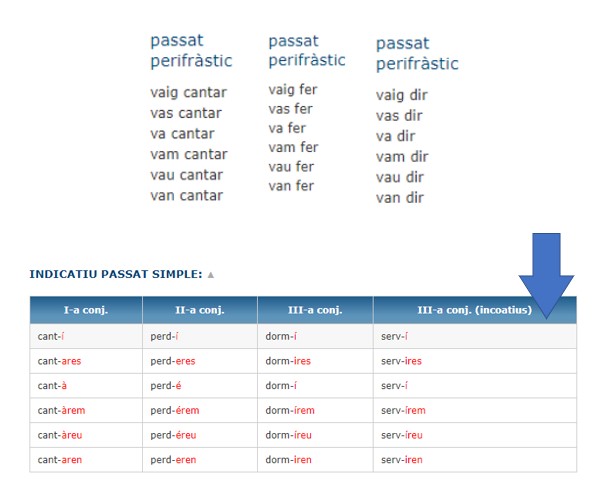 passat
perifràstic
vaig cantar
vas cantar
va cantar
vam cantar
vau cantar
van cantar
passat
perifràstic
vaig fer
vas fer
va fer
vam fer
vau fer
van fer
passat
perifràstic
vaig dir
vas dir
va dir
vam dir
vau dir
van dir
INDICATIU PASSAT SIMPLE: ▲
I-a conj. II-a conj. III-a conj. III-a conj. (incoatius)
cant-í perd-í dorm-í serv-í
cant-ares perd-eres dorm-ires serv-ires
cant-à perd-é dorm-í serv-í
cant-àrem perd-érem dorm-írem serv-írem
cant-àreu perd-éreu dorm-íreu serv-íreu
cant-aren perd-eren dorm-iren serv-iren